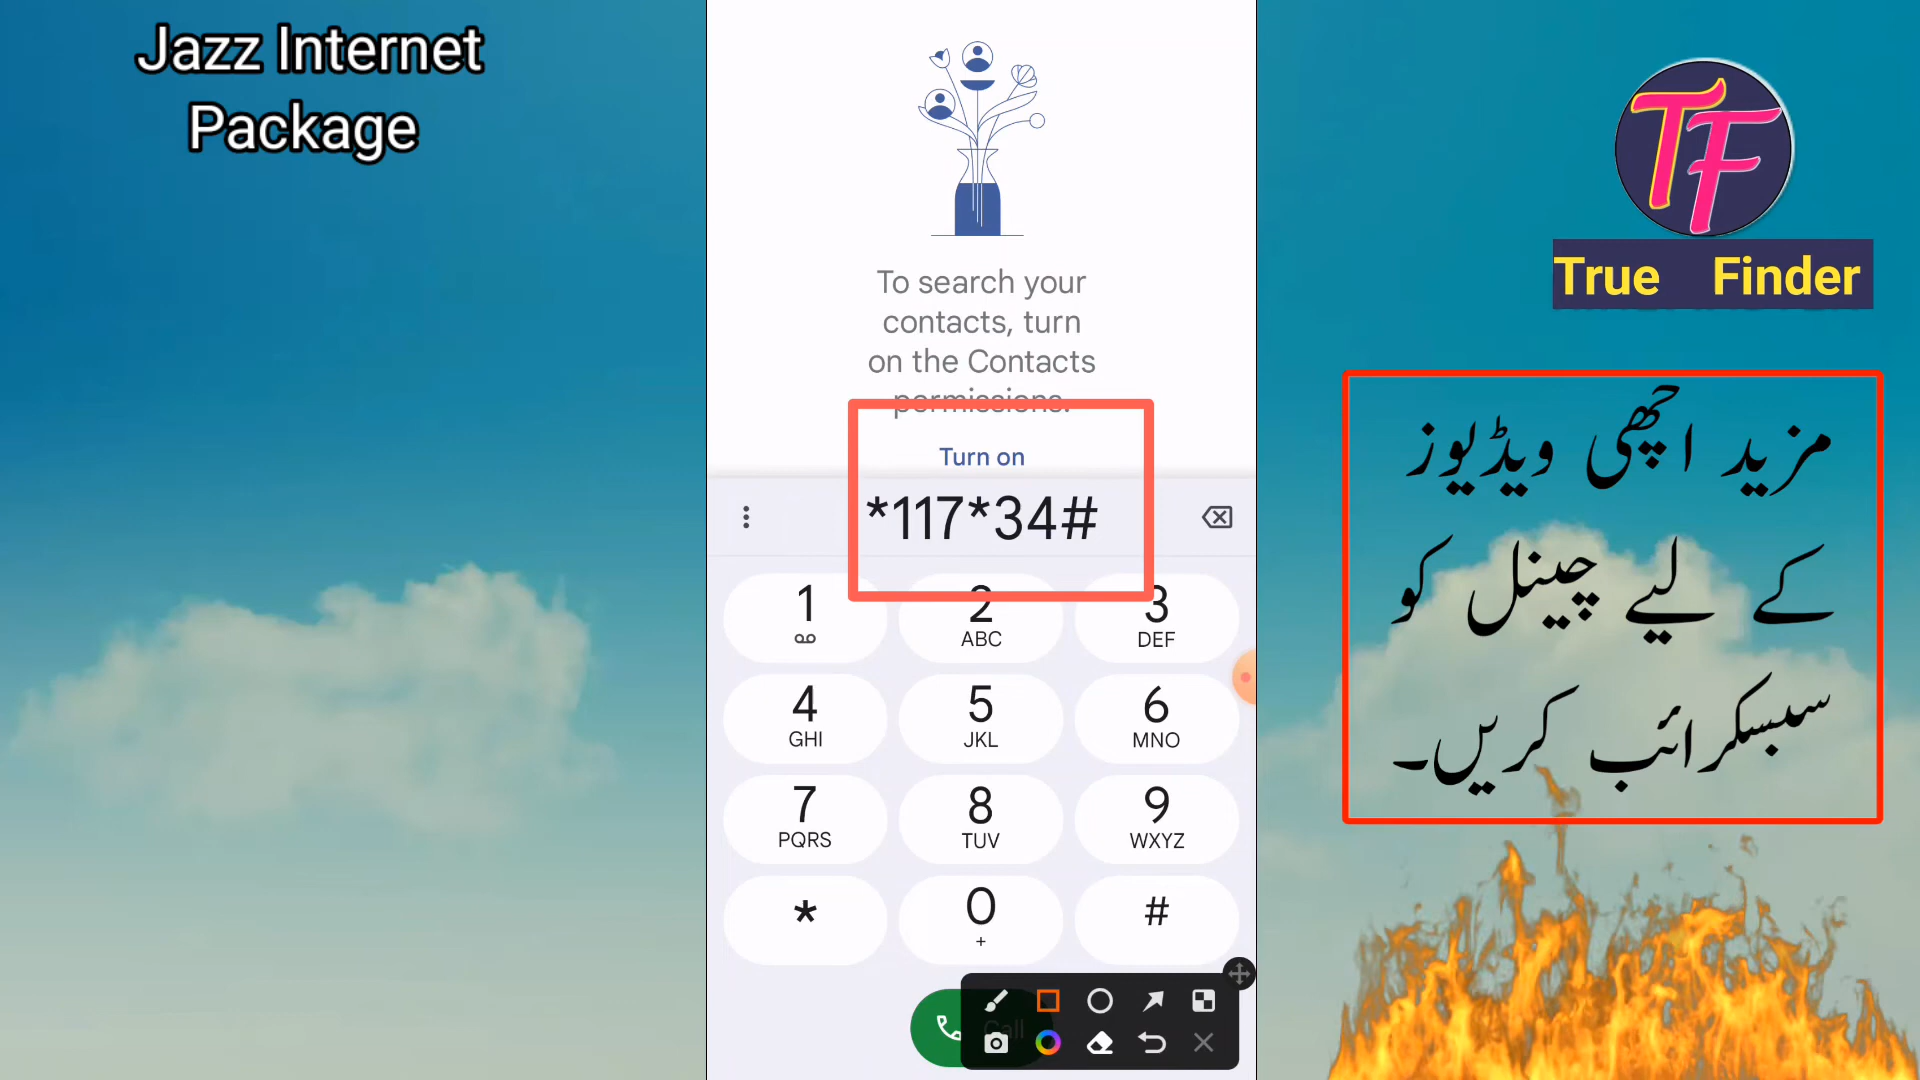 Jazz Internet
Package
To search your
contacts, turn
on the Contacts
permissions.
Turn on
*117*34#
1
2
ABC
3
DEF
4
GHI
5
JKL
6
MNO
7
PQRS
8
TUV
9
WXYZ
*
0
+
#
Call
TF
True Finder
مزید اچھی ویڈیوز
کے لیے چینل کو
سبسکرائب کریں۔